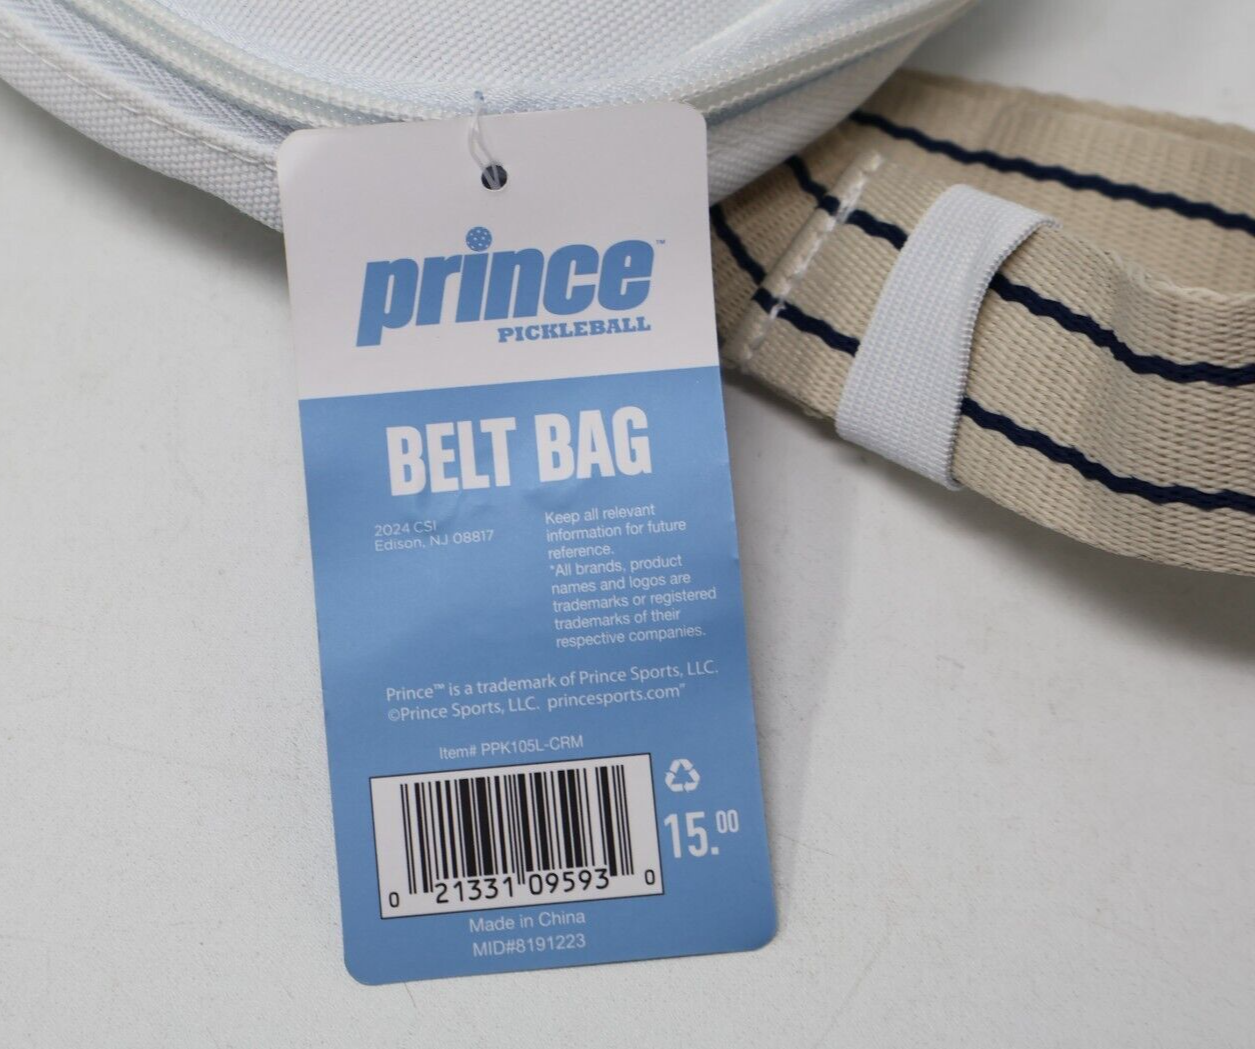 prince™
PICKLEBALL
BELT BAG
2024 CSI
Edison, NJ 08817
Keep all relevant
information for future
reference.
*All brands, product
names and logos are
trademarks or registered
trademarks of their
respective companies.
Prince™ is a trademark of Prince Sports, LLC.
©Prince Sports, LLC. princesports.com"
Item# PPK105L-CRM
15.00
0 21331 09593 0
Made in China
MID#8191223